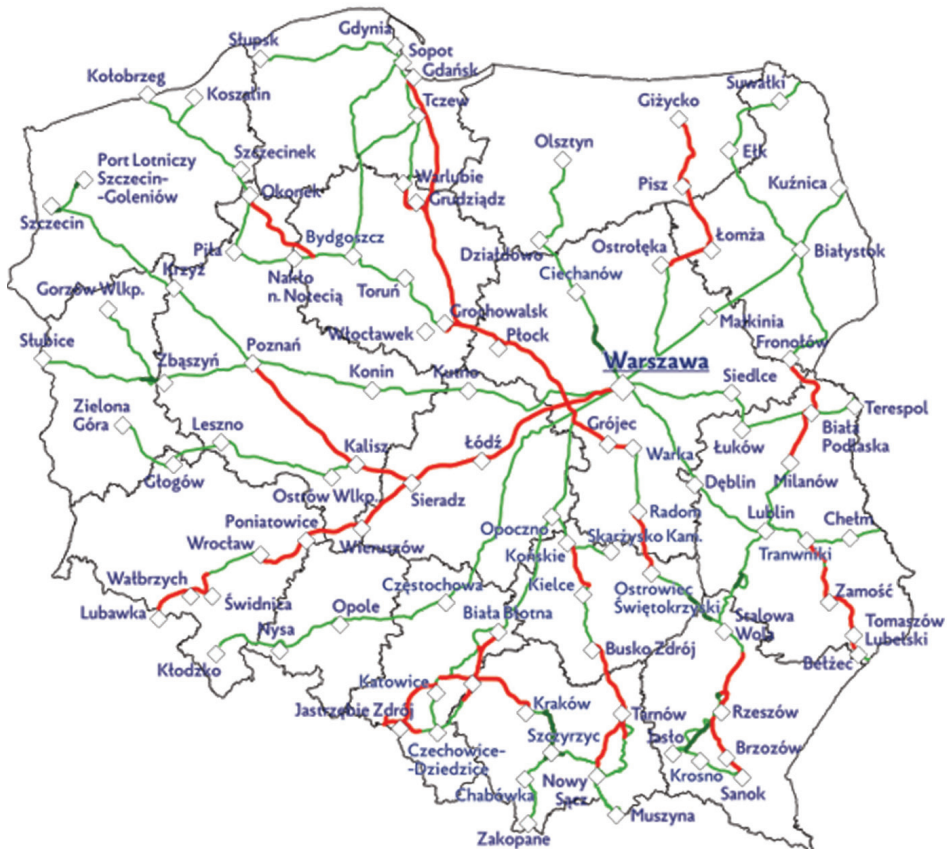 Gdynia
Słupsk
Sopot
Gdańsk
Kołobrzeg
Koszalin
Tczew
Giżycko
Suwałki
Olsztyn
Ełk
Port Lotniczy
Szczecin-
-Goleniów
Szczecinek
Warlubie
Pisz
Kuźnica
Okonek
Grudziądz
Szczecin
Bydgoszcz
Łomża
Piła
Działdowo
Ostrołęka
Białystok
Krzyż
Nakło
n. Notecią
Ciechanów
Toruń
Gorzów Wlkp.
Grochowalsk
Małkinia
Włocławek
Płock
Słubice
Poznań
Fronołów
Zbąszyń
Konin
Kutno
Warszawa
Siedlce
Terespol
Zielona
Góra
Leszno
Kalisz
Łódź
Grójec
Biała
Podlaska
Łuków
Warka
Głogów
Ostrów Wlkp.
Sieradz
Dęblin
Milanów
Poniatowice
Radom
Lublin
Chełm
Wrocław
Wieruszów
Opoczno
Skarżysko Kam.
Końskie
Trawniki
Wałbrzych
Częstochowa
Kielce
Ostrowiec
Świętokrzyski
Zamość
Lubawka
Świdnica
Opole
Biała Błotna
Stalowa
Wola
Tomaszów
Lubelski
Nysa
Busko Zdrój
Bełżec
Kłodzko
Katowice
Jastrzębie Zdrój
Kraków
Tarnów
Rzeszów
Szczyrzyc
Jasło
Czechowice-
-Dziedzice
Brzozów
Chabówka
Nowy
Sącz
Krosno
Sanok
Muszyna
Zakopane